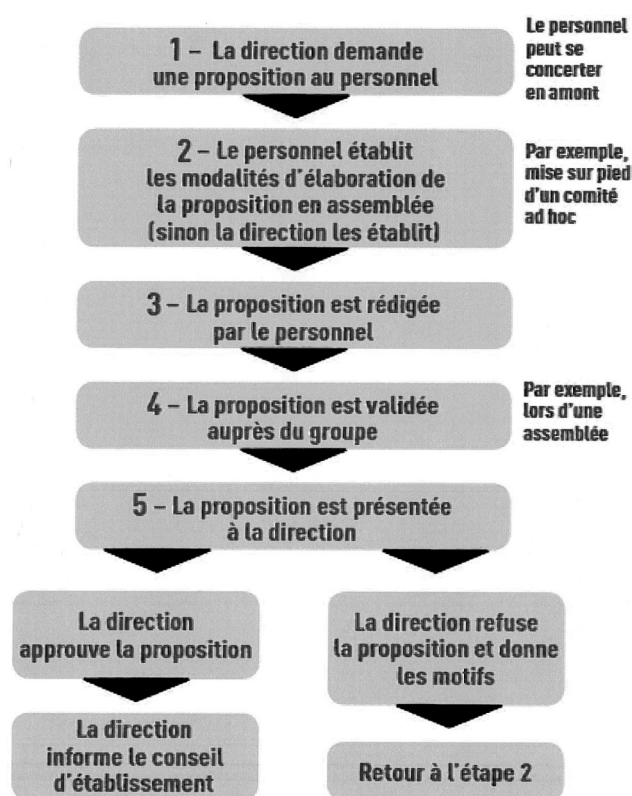 1 – La direction demande
une proposition au personnel
Le personnel
peut se
concerter
en amont
2 – Le personnel établit
les modalités d'élaboration de
la proposition en assemblée
(sinon la direction les établit)
Par exemple,
mise sur pied
d'un comité
ad hoc
3 – La proposition est rédigée
par le personnel
4 – La proposition est validée
auprès du groupe
Par exemple,
lors d'une
assemblée
5 – La proposition est présentée
à la direction
La direction
approuve la proposition
La direction refuse
la proposition et donne
les motifs
La direction
informe le conseil
d'établissement
Retour à l'étape 2